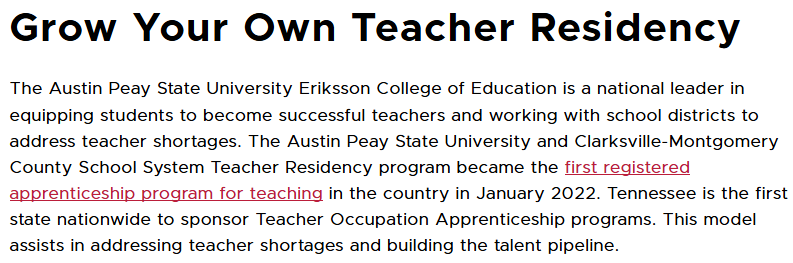 Grow Your Own Teacher Residency
The Austin Peay State University Eriksson College of Education is a national leader in
equipping students to become successful teachers and working with school districts to
address teacher shortages. The Austin Peay State University and Clarksville-Montgomery
County School System Teacher Residency program became the first registered
apprenticeship program for teaching in the country in January 2022. Tennessee is the first
state nationwide to sponsor Teacher Occupation Apprenticeship programs. This model
assists in addressing teacher shortages and building the talent pipeline.